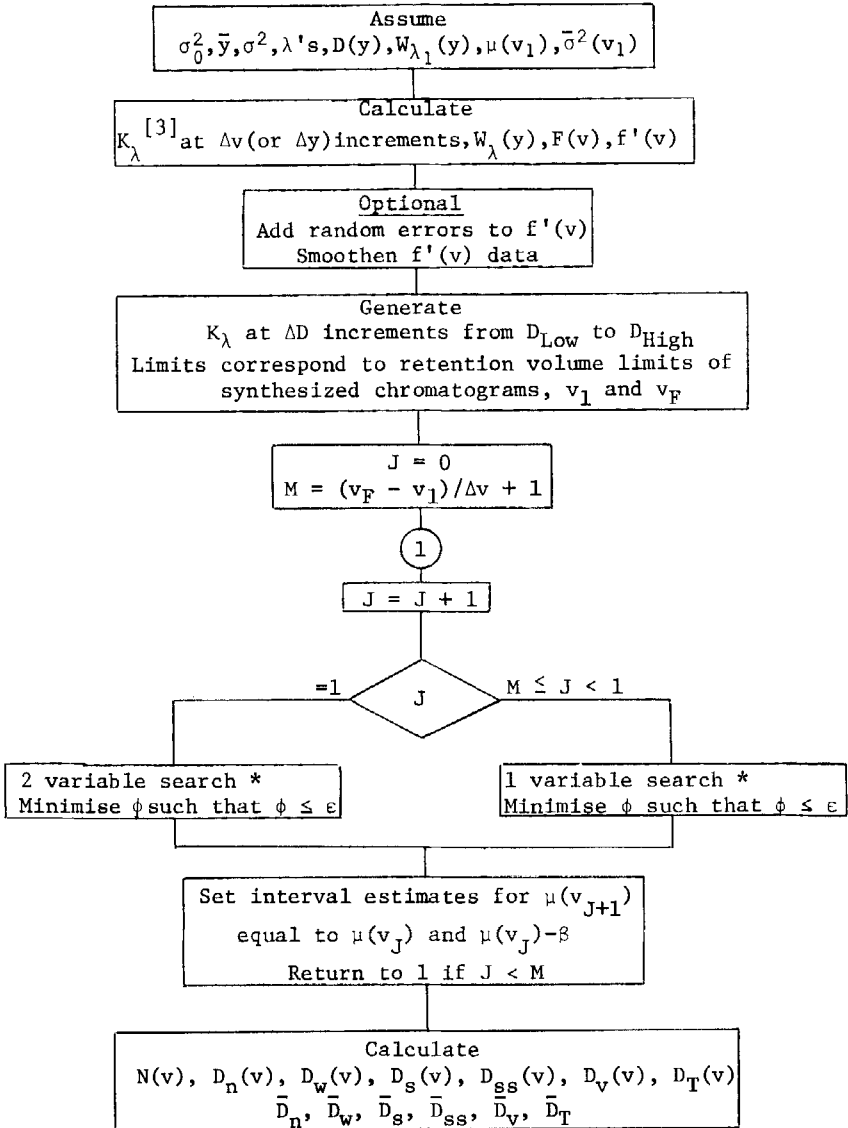 Assume
σ₀², ȳ, σ², λ's, D(y), W_λ₁(y), μ(v₁), σ̄²(v₁)
Calculate
K_λ^[3] at Δv(or Δy)increments, W_λ(y), F(v), f'(v)
Optional
Add random errors to f'(v)
Smoothen f'(v) data
Generate
K_λ at ΔD increments from D_Low to D_High
Limits correspond to retention volume limits of
synthesized chromatograms, v₁ and v_F
J = 0
M = (v_F - v₁)/Δv + 1
1
J = J + 1
=1
J
M ≤ J < 1
2 variable search *
Minimise φ such that φ ≤ ε
1 variable search *
Minimise φ such that φ ≤ ε
Set interval estimates for μ(v_J+1)
equal to μ(v_J) and μ(v_J)-β
Return to 1 if J < M
Calculate
N(v), D_n(v), D_w(v), D_s(v), D_ss(v), D_v(v), D_T(v)
D̄_n, D̄_w, D̄_s, D̄_ss, D̄_v, D̄_T